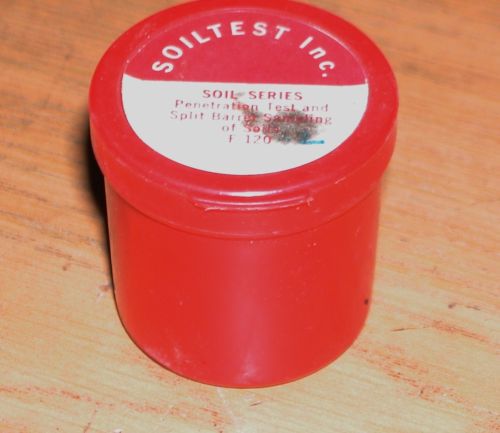 SOILTEST Inc.
SOIL SERIES
Penetration Test and
Split Barrel Sampling
of Soils
F 120